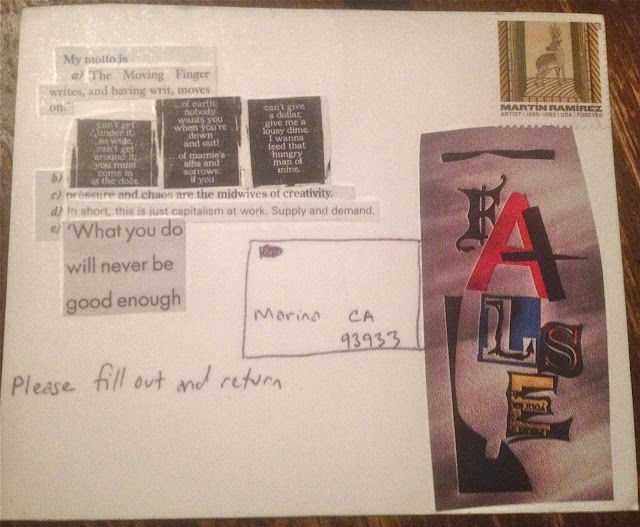 My motto is
a) 'The Moving Finger
writes, and having writ, moves
on.'
b)
can't get
under it,
so wide,
can't get
around it;
you must
come in
at the door.
... of earth;
nobody
wants you
when you're
down
and out!
of mamie's
sins and
sorrows:
if you
can't give
a dollar,
give me a
lousy dime.
I wanna
feed that
hungry
man of
mine.
c) pressure and chaos are the midwives of creativity.
d) In short, this is just capitalism at work. Supply and demand.
e) 'What you do
will never be
good enough
Marina CA
93933
Please fill out and return
MARTÍN RAMÍREZ
ARTIST | 1895–1963 | USA | FOREVER
FALSE